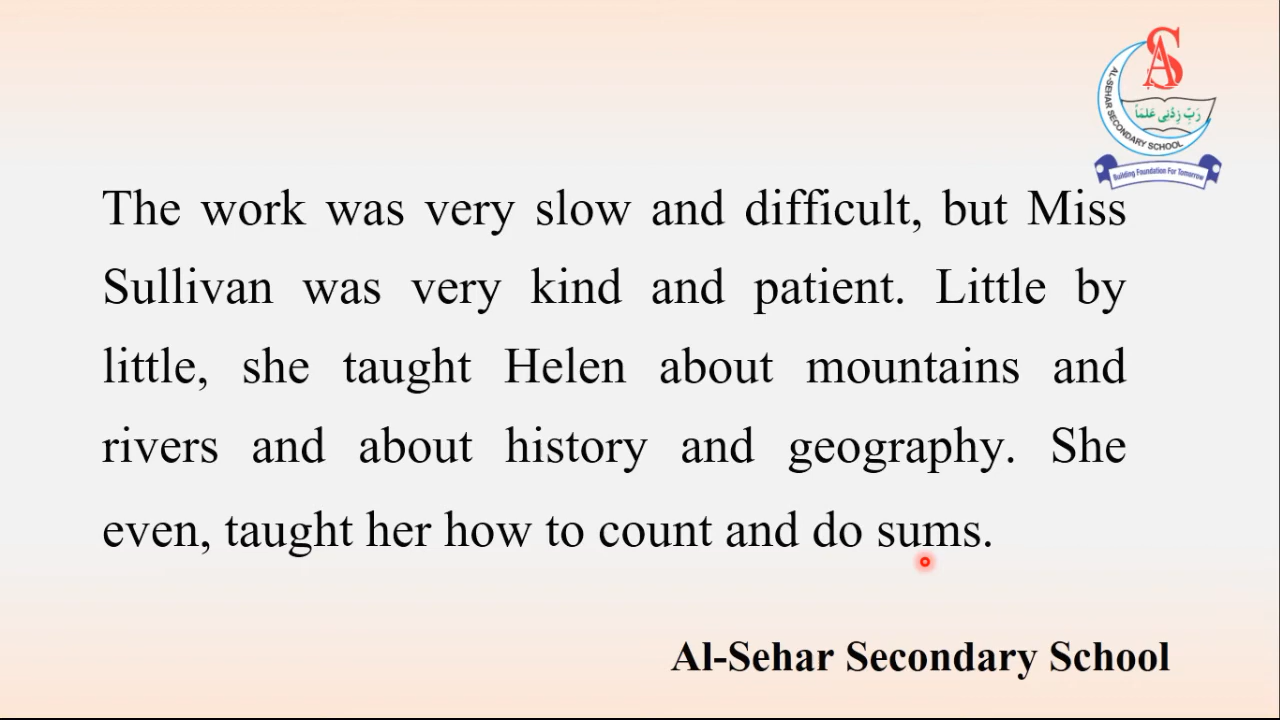 AS
AL-SEHAR SECONDARY SCHOOL
رَبِّ زِدْنِی عَلمَاً
Building Foundation For Tomorrow
The work was very slow and difficult, but Miss
Sullivan was very kind and patient. Little by
little, she taught Helen about mountains and
rivers and about history and geography. She
even, taught her how to count and do sums.
Al-Sehar Secondary School